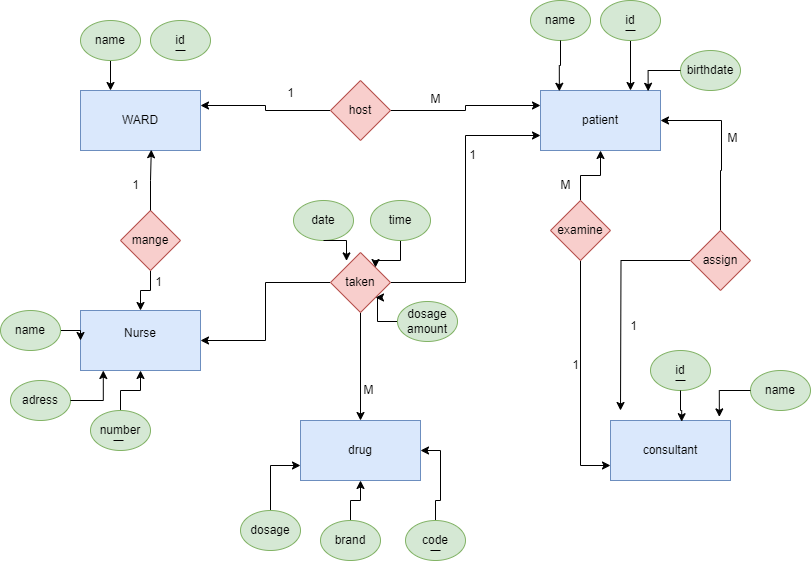 name
id
name
id
birthdate
WARD
1
host
M
patient
1
M
1
M
mange
date
time
examine
assign
1
taken
dosage
amount
name
Nurse
1
1
adress
number
M
id
name
drug
consultant
dosage
brand
code